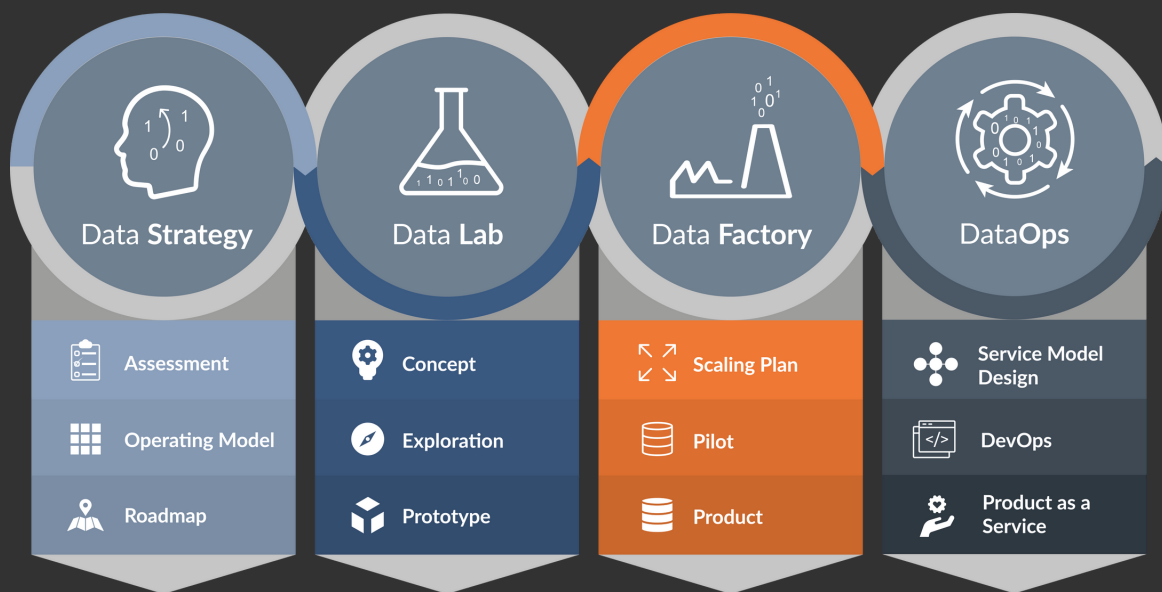 Data Strategy
Data Lab
Data Factory
DataOps
Assessment
Operating Model
Roadmap
Concept
Exploration
Prototype
Scaling Plan
Pilot
Product
Service Model
Design
</>
DevOps
Product as a
Service